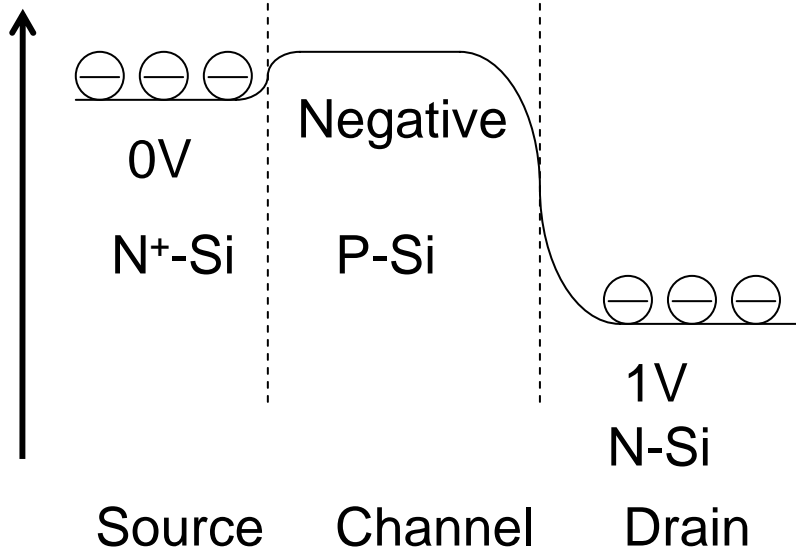 Negative
0V
N⁺-Si
P-Si
1V
N-Si
Source
Channel
Drain